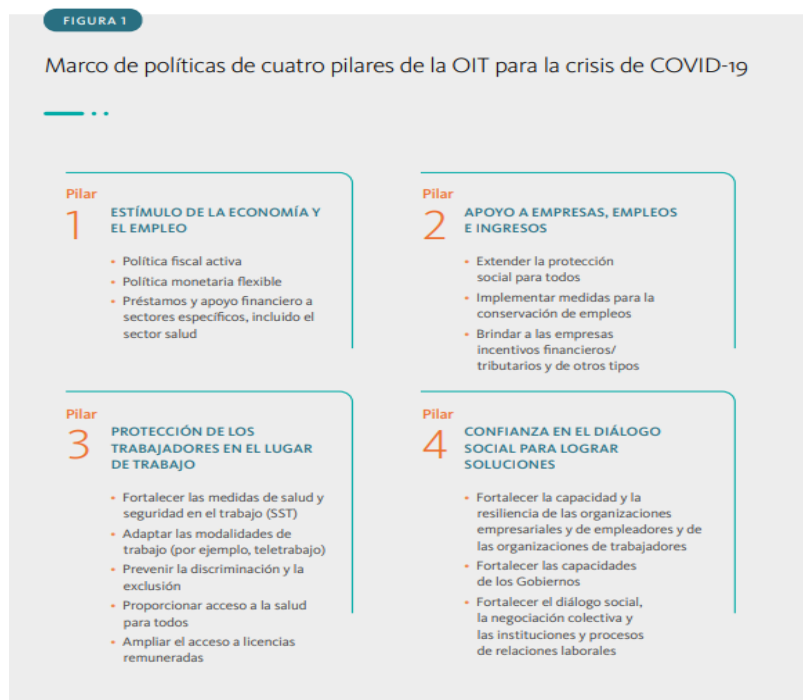 FIGURA 1
Marco de políticas de cuatro pilares de la OIT para la crisis de COVID-19
Pilar
1
ESTÍMULO DE LA ECONOMÍA Y
EL EMPLEO
• Política fiscal activa
• Política monetaria flexible
• Préstamos y apoyo financiero a
sectores específicos, incluido el
sector salud
Pilar
2
APOYO A EMPRESAS, EMPLEOS
E INGRESOS
• Extender la protección
social para todos
• Implementar medidas para la
conservación de empleos
• Brindar a las empresas
incentivos financieros/
tributarios y de otros tipos
Pilar
3
PROTECCIÓN DE LOS
TRABAJADORES EN EL LUGAR
DE TRABAJO
• Fortalecer las medidas de salud y
seguridad en el trabajo (SST)
• Adaptar las modalidades de
trabajo (por ejemplo, teletrabajo)
• Prevenir la discriminación y la
exclusión
• Proporcionar acceso a la salud
para todos
• Ampliar el acceso a licencias
remuneradas
Pilar
4
CONFIANZA EN EL DIÁLOGO
SOCIAL PARA LOGRAR
SOLUCIONES
• Fortalecer la capacidad y la
resiliencia de las organizaciones
empresariales y de empleadores y de
las organizaciones de trabajadores
• Fortalecer las capacidades
de los Gobiernos
• Fortalecer el diálogo social,
la negociación colectiva y
las instituciones y procesos
de relaciones laborales